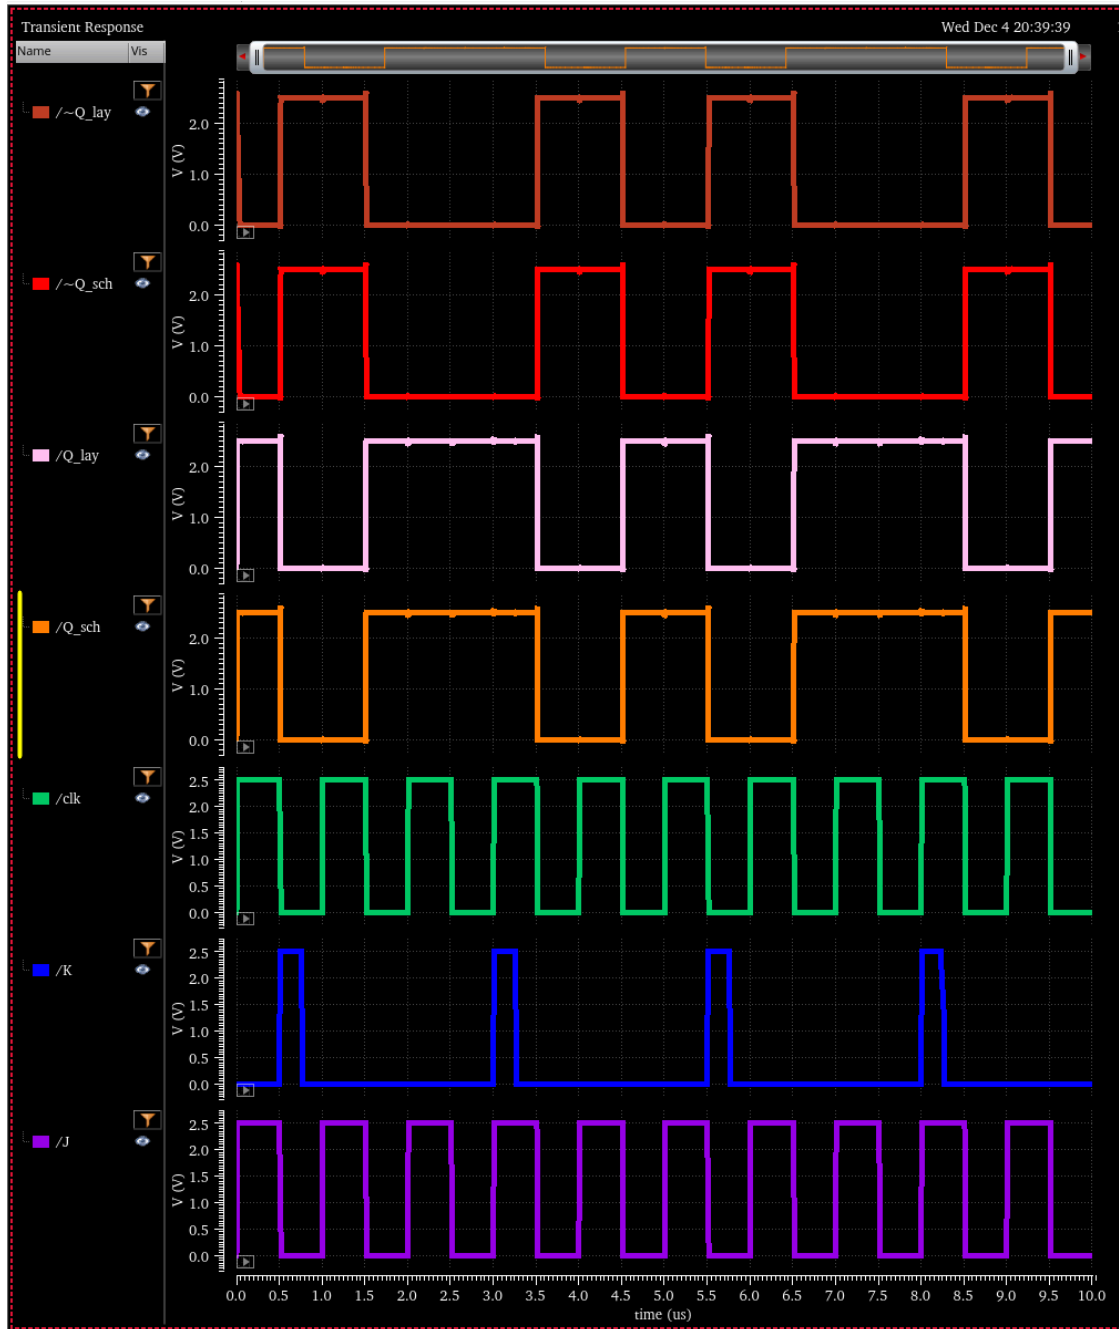 Transient Response
Wed Dec 4 20:39:39
Name Vis
/~Q_lay
V (V)
2.0
1.0
0.0
/~Q_sch
V (V)
2.0
1.0
0.0
/Q_lay
V (V)
2.0
1.0
0.0
/Q_sch
V (V)
2.0
1.0
0.0
/clk
V (V)
2.5
2.0
1.5
1.0
0.5
0.0
/K
V (V)
2.5
2.0
1.5
1.0
0.5
0.0
/J
V (V)
2.5
2.0
1.5
1.0
0.5
0.0
0.0 0.5 1.0 1.5 2.0 2.5 3.0 3.5 4.0 4.5 5.0 5.5 6.0 6.5 7.0 7.5 8.0 8.5 9.0 9.5 10.0
time (us)